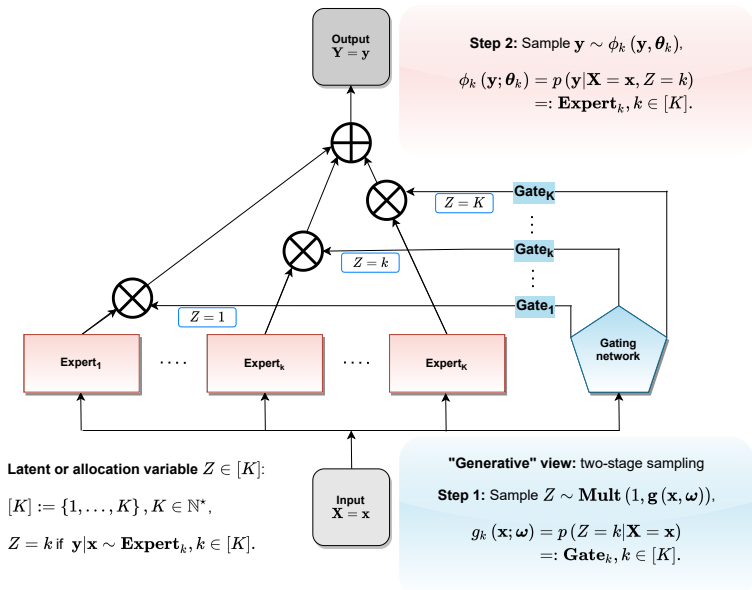 Output
Y = y
Step 2: Sample y ∼ ϕ_k (y, θ_k),
ϕ_k (y; θ_k) = p (y|X = x, Z = k)
=: Expert_k, k ∈ [K].
Gate_K
Z = K
⋮
Gate_k
Z = k
⋮
Gate_1
Z = 1
Expert_1
....
Expert_k
....
Expert_K
Gating
network
Latent or allocation variable Z ∈ [K]:
[K] := {1, . . . , K} , K ∈ ℕ^⋆,
Z = k if y|x ∼ Expert_k, k ∈ [K].
Input
X = x
"Generative" view: two-stage sampling
Step 1: Sample Z ∼ Mult (1, g (x, ω)),
g_k (x; ω) = p (Z = k|X = x)
=: Gate_k, k ∈ [K].